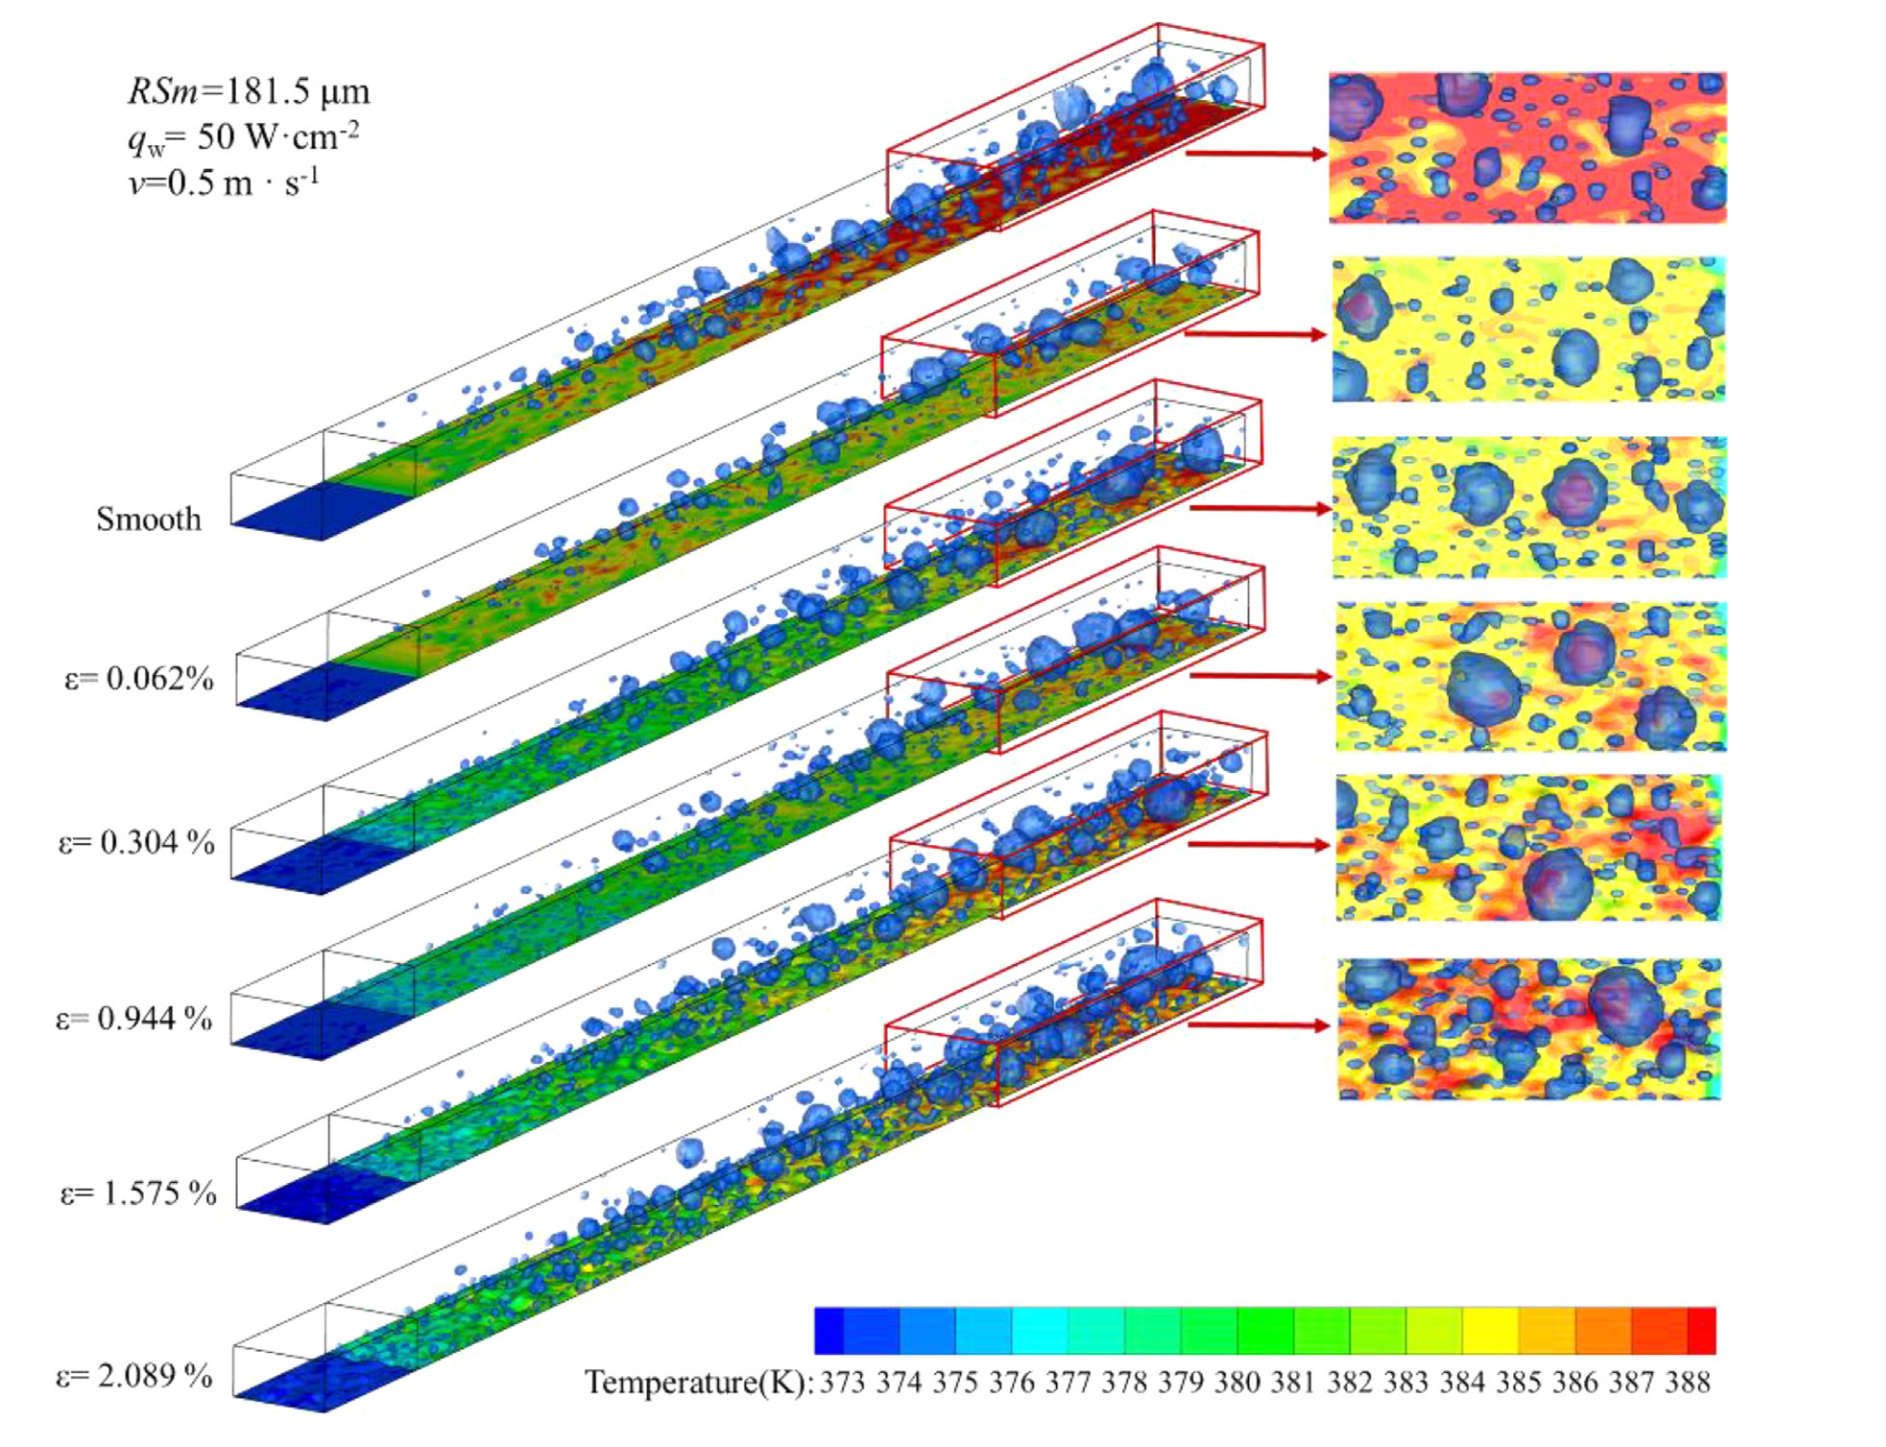 RSm=181.5 μm
qw= 50 W·cm-2
v=0.5 m · s-1
Smooth
ε= 0.062%
ε= 0.304 %
ε= 0.944 %
ε= 1.575 %
ε= 2.089 %
Temperature(K): 373 374 375 376 377 378 379 380 381 382 383 384 385 386 387 388